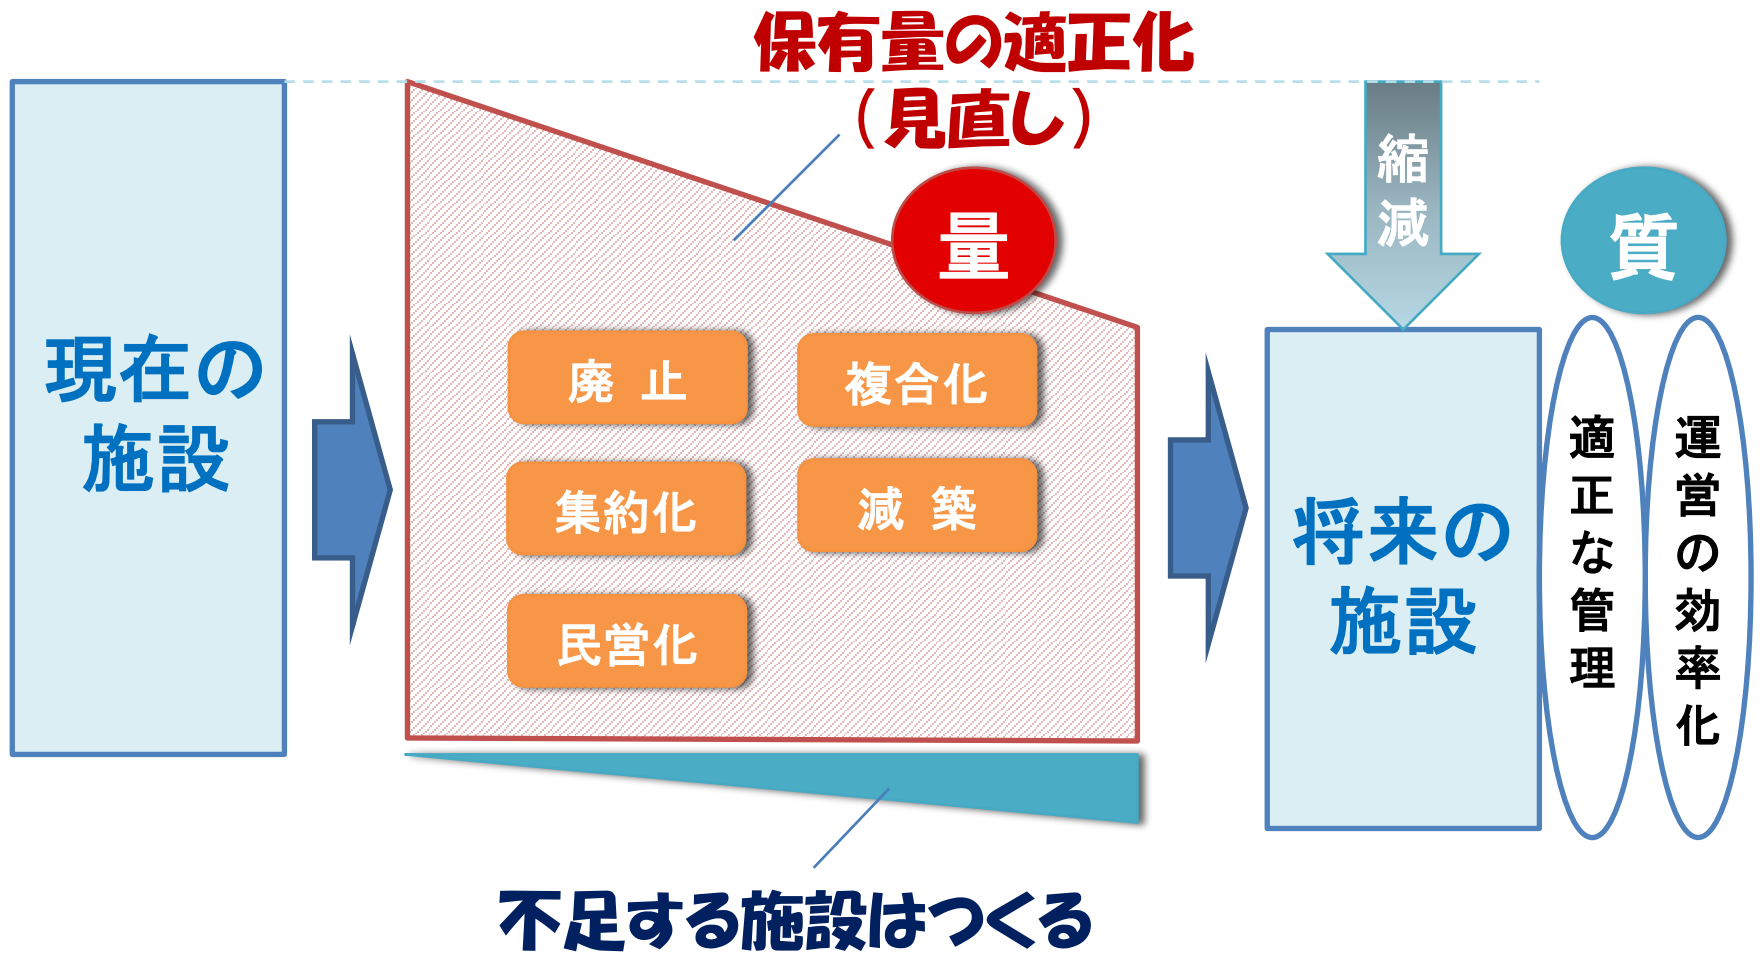 保有量の適正化
（見直し）
現在の
施設
量
廃 止
複合化
集約化
減 築
民営化
不足する施設はつくる
縮減
将来の
施設
質
適正な管理
運営の効率化